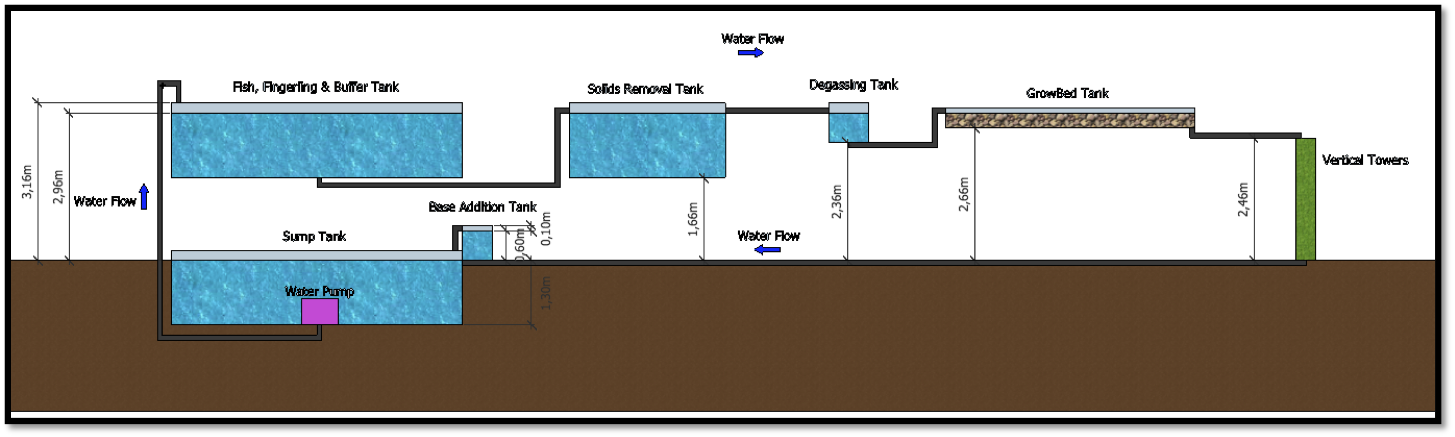 Water Flow
Fish, Fingerling & Buffer Tank
Solids Removal Tank
Degassing Tank
GrowBed Tank
3,16m
2,96m
Water Flow
Vertical Towers
Base Addition Tank
0,10m
0,60m
1,66m
2,36m
2,66m
2,46m
Sump Tank
Water Flow
Water Pump
1,30m